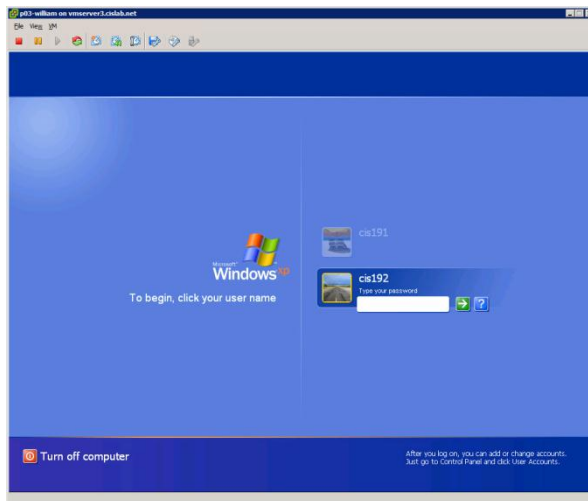 p03-william on vmserver3.cislab.net
File View VM
cis191
Microsoft
Windows xp
cis192
Type your password
To begin, click your user name
?
Turn off computer
After you log on, you can add or change accounts.
Just go to Control Panel and click User Accounts.